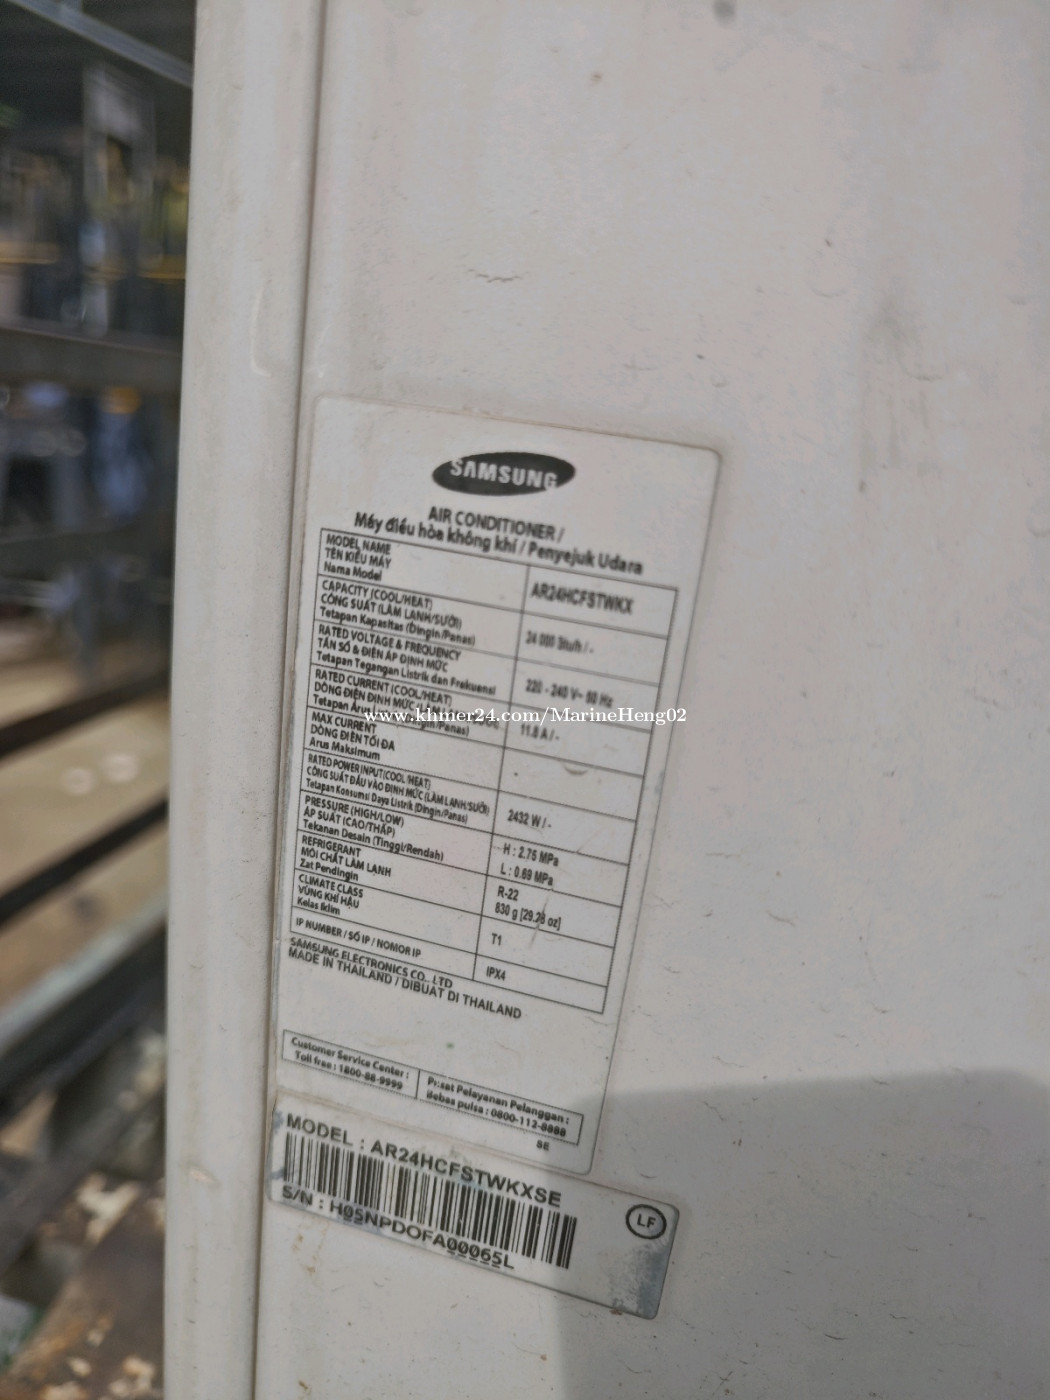 SAMSUNG
AIR CONDITIONER /
Máy điều hòa không khí / Penyejuk Udara
MODEL NAME
TÊN KIỂU MÁY
Nama Model
AR24HCFSTWKX
CAPACITY (COOL/HEAT)
CÔNG SUẤT (LÀM LẠNH/SƯỞI)
Tetapan Kapasitas (Dingin/Panas)
24 000 Btu/h / -
RATED VOLTAGE & FREQUENCY
TẦN SỐ & ĐIỆN ÁP ĐỊNH MỨC
Tetapan Tegangan Listrik dan Frekuensi
220 - 240 V~ 50 Hz
RATED CURRENT (COOL/HEAT)
DÒNG ĐIỆN ĐỊNH MỨC
Tetapan Arus (Dingin/Panas)
11.8 A / -
www.khmer24.com/MarineHeng02
MAX CURRENT
DÒNG ĐIỆN TỐI ĐA
Arus Maksimum
RATED POWER INPUT (COOL/HEAT)
CÔNG SUẤT ĐẦU VÀO ĐỊNH MỨC (LÀM LẠNH/SƯỞI)
Tetapan Konsumsi Daya Listrik (Dingin/Panas)
2432 W / -
PRESSURE (HIGH/LOW)
ÁP SUẤT (CAO/THẤP)
Tekanan Desain (Tinggi/Rendah)
H : 2.75 MPa
L : 0.69 MPa
REFRIGERANT
MÔI CHẤT LÀM LẠNH
Zat Pendingin
R-22
830 g [29.28 oz]
CLIMATE CLASS
VÙNG KHÍ HẬU
Kelas Iklim
T1
IP NUMBER / SỐ IP / NOMOR IP
IPX4
SAMSUNG ELECTRONICS CO., LTD
MADE IN THAILAND / DIBUAT DI THAILAND
Customer Service Center :
Toll free : 1800-88-9999
Pusat Pelayanan Pelanggan :
Bebas pulsa : 0800-112-8888
SE
MODEL : AR24HCFSTWKXSE
LF
S/N : H05NPDOFA00065L